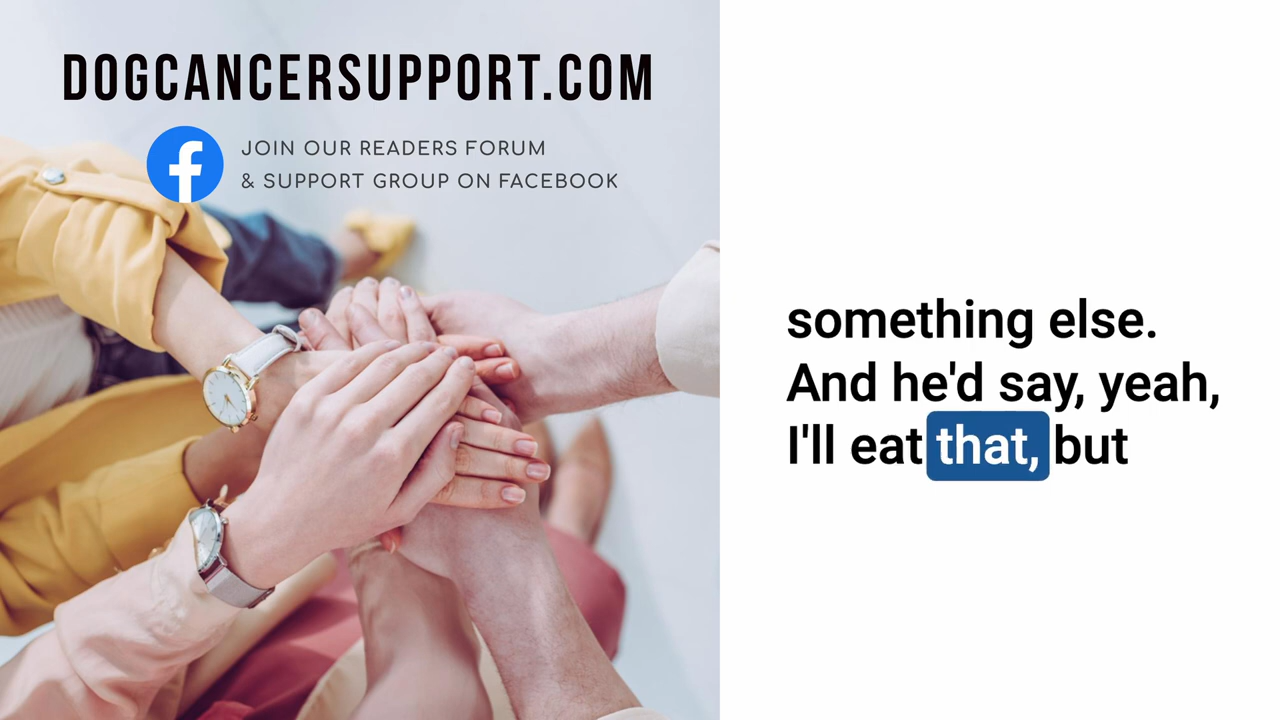 DOGCANCERSUPPORT.COM
JOIN OUR READERS FORUM
& SUPPORT GROUP ON FACEBOOK
something else.
And he'd say, yeah,
I'll eat that, but